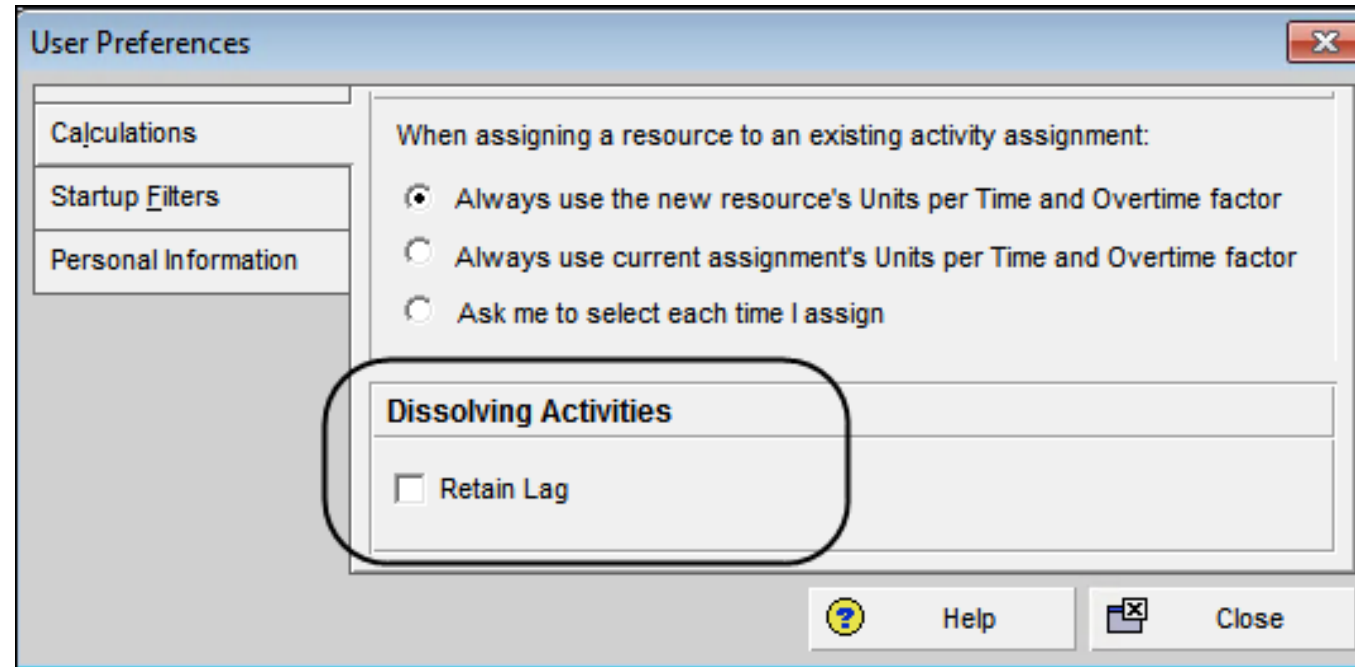 User Preferences
Calculations
Startup Filters
Personal Information
When assigning a resource to an existing activity assignment:
Always use the new resource's Units per Time and Overtime factor
Always use current assignment's Units per Time and Overtime factor
Ask me to select each time I assign
Dissolving Activities
Retain Lag
Help
Close